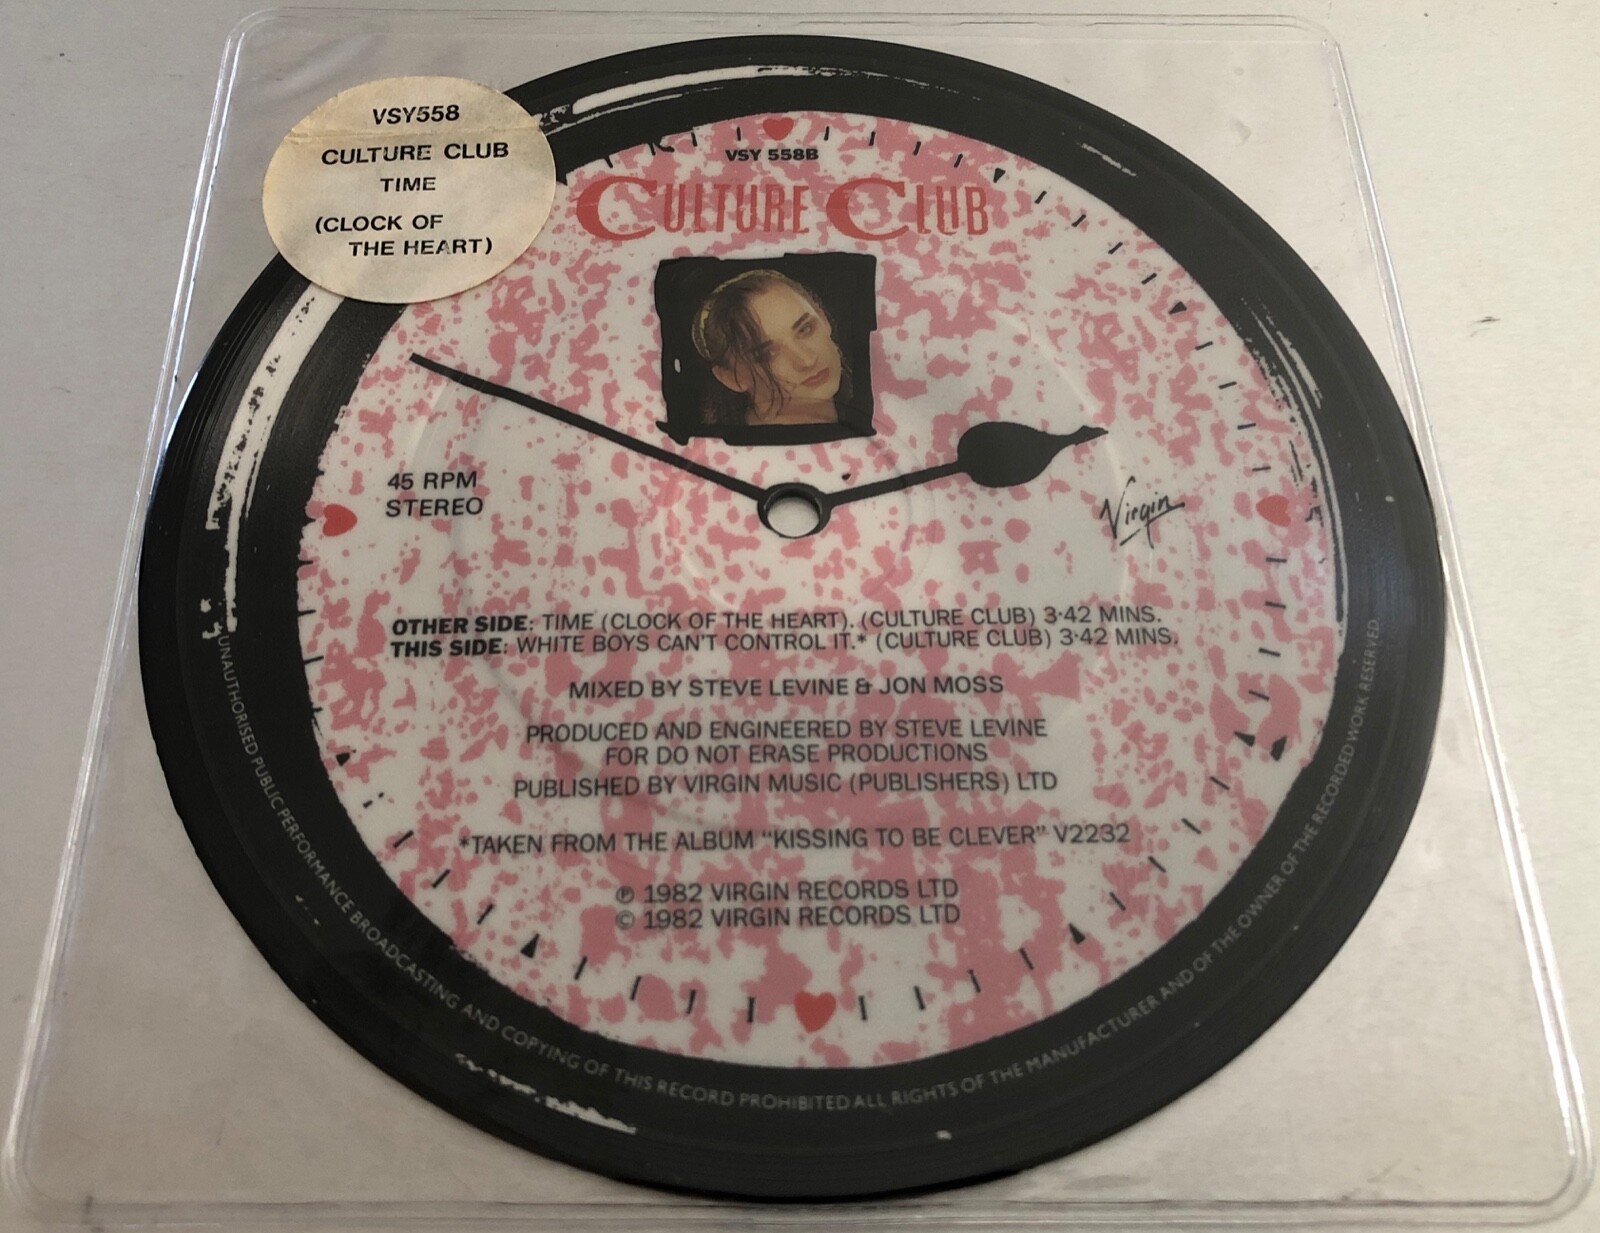 VSY558
CULTURE CLUB
TIME
(CLOCK OF
THE HEART)
VSY 558B
CULTURE CLUB
45 RPM
STEREO
Virgin
OTHER SIDE: TIME (CLOCK OF THE HEART). (CULTURE CLUB) 3·42 MINS.
THIS SIDE: WHITE BOYS CAN'T CONTROL IT.* (CULTURE CLUB) 3·42 MINS.
MIXED BY STEVE LEVINE & JON MOSS
PRODUCED AND ENGINEERED BY STEVE LEVINE
FOR DO NOT ERASE PRODUCTIONS
PUBLISHED BY VIRGIN MUSIC (PUBLISHERS) LTD
*TAKEN FROM THE ALBUM "KISSING TO BE CLEVER" V2232
℗ 1982 VIRGIN RECORDS LTD
© 1982 VIRGIN RECORDS LTD
UNAUTHORISED PUBLIC PERFORMANCE BROADCASTING AND COPYING OF THIS RECORD PROHIBITED ALL RIGHTS OF THE MANUFACTURER AND OF THE OWNER OF THE RECORDED WORK RESERVED